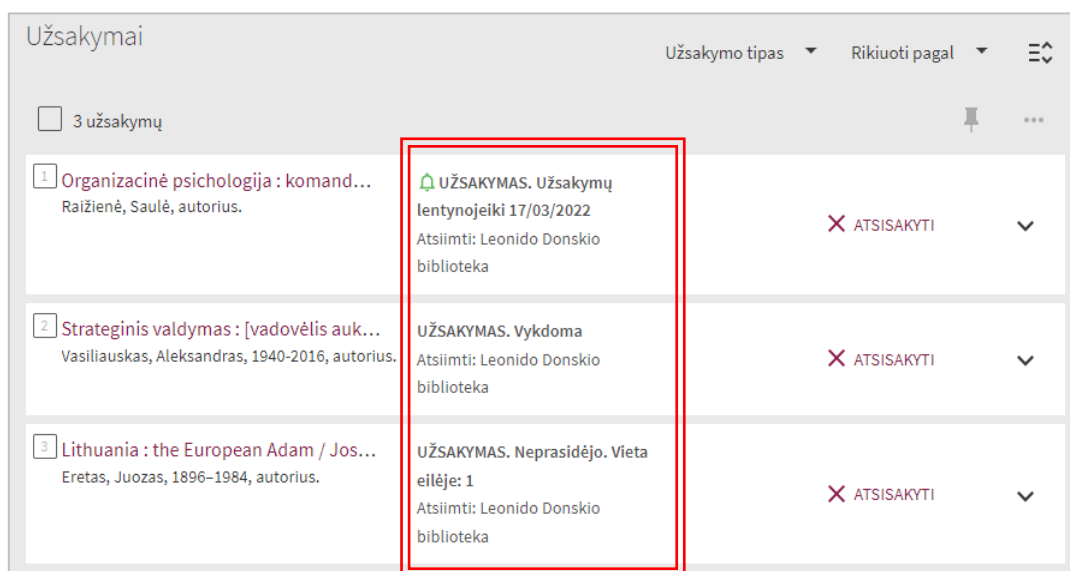 Užsakymai
Užsakymo tipas
Rikiuoti pagal
3 užsakymų
1
Organizacinė psichologija : komand...
Raižienė, Saulė, autorius.
UŽSAKYMAS. Užsakymų
lentynojeiki 17/03/2022
Atsiimti: Leonido Donskio
biblioteka
ATSISAKYTI
2
Strateginis valdymas : [vadovėlis auk...
Vasiliauskas, Aleksandras, 1940-2016, autorius.
UŽSAKYMAS. Vykdoma
Atsiimti: Leonido Donskio
biblioteka
ATSISAKYTI
3
Lithuania : the European Adam / Jos...
Eretas, Juozas, 1896–1984, autorius.
UŽSAKYMAS. Neprasidėjo. Vieta
eilėje: 1
Atsiimti: Leonido Donskio
biblioteka
ATSISAKYTI